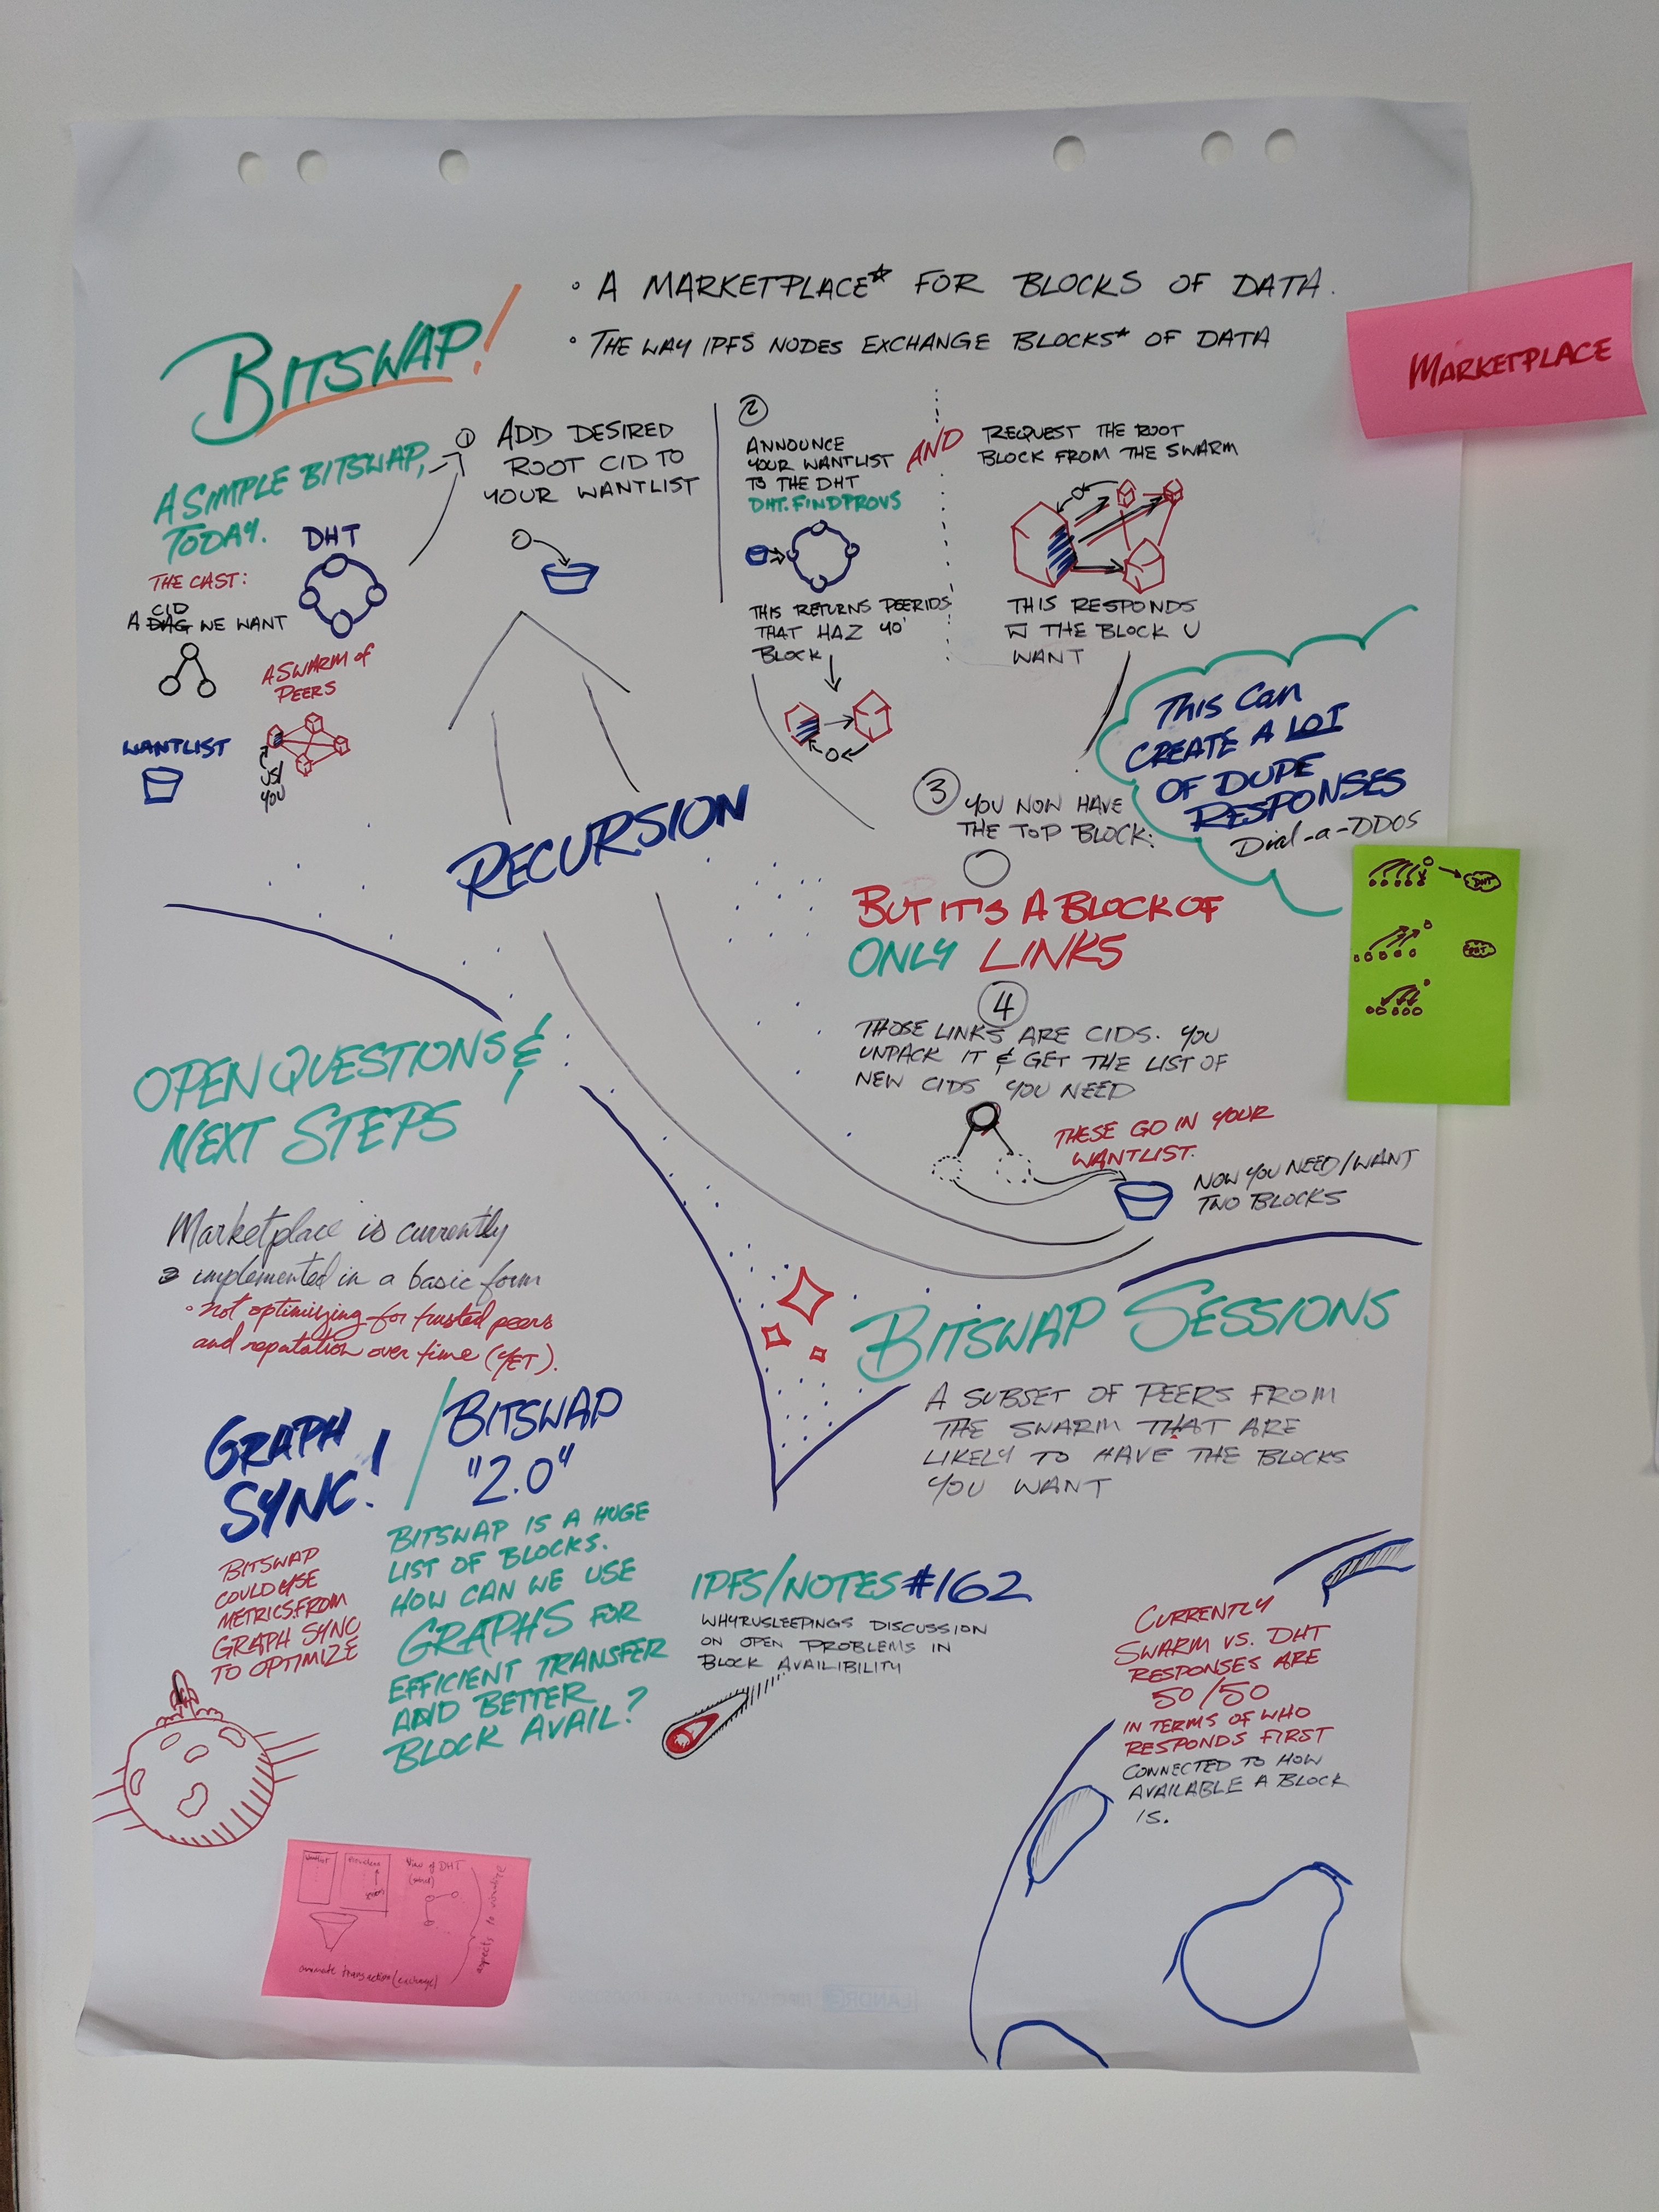 BITSWAP!
• A MARKETPLACE* FOR BLOCKS OF DATA.
• THE WAY IPFS NODES EXCHANGE BLOCKS* OF DATA
MARKETPLACE
A SIMPLE BITSWAP,
TODAY.
THE CAST:
CID
A DAG WE WANT
DHT
A SWARM of
PEERS
WANTLIST
US/
YOU
①
ADD DESIRED
ROOT CID TO
YOUR WANTLIST
②
ANNOUNCE
YOUR WANTLIST
TO THE DHT
DHT.FINDPROVS
THIS RETURNS PEERIDS
THAT HAZ YO'
BLOCK
AND
REQUEST THE ROOT
BLOCK FROM THE SWARM
THIS RESPONDS
W THE BLOCK U
WANT
This Can
CREATE A LOT
OF DUPE
RESPONSES
Dial-a-DDOS
DHT
RECURSION
③
YOU NOW HAVE
THE TOP BLOCK:
BUT IT'S A BLOCK OF
ONLY LINKS
④
THOSE LINKS ARE CIDS. YOU
UNPACK IT & GET THE LIST OF
NEW CIDS YOU NEED
THESE GO IN YOUR
WANTLIST.
NOW YOU NEED/WANT
TWO BLOCKS
BITSWAP SESSIONS
A SUBSET OF PEERS FROM
THE SWARM THAT ARE
LIKELY TO HAVE THE BLOCKS
YOU WANT
OPEN QUESTIONS &
NEXT STEPS
Marketplace is currently
implemented in a basic form
• not optimizing for trusted peers
and reputation over time (YET).
GRAPH
SYNC!
BITSWAP
COULD USE
METRICS FROM
GRAPH SYNC
TO OPTIMIZE
/ BITSWAP
"2.0"
BITSWAP IS A HUGE
LIST OF BLOCKS.
HOW CAN WE USE
GRAPHS FOR
EFFICIENT TRANSFER
AND BETTER
BLOCK AVAIL?
IPFS/NOTES #162
WHYRUSLEEPINGS DISCUSSION
ON OPEN PROBLEMS IN
BLOCK AVAILIBILITY
CURRENTLY
SWARM VS. DHT
RESPONSES ARE
50/50
IN TERMS OF WHO
RESPONDS FIRST
CONNECTED TO HOW
AVAILABLE A BLOCK
IS.
wantlist
providers
View of DHT
animate transaction (exchange)
aspects to visualize